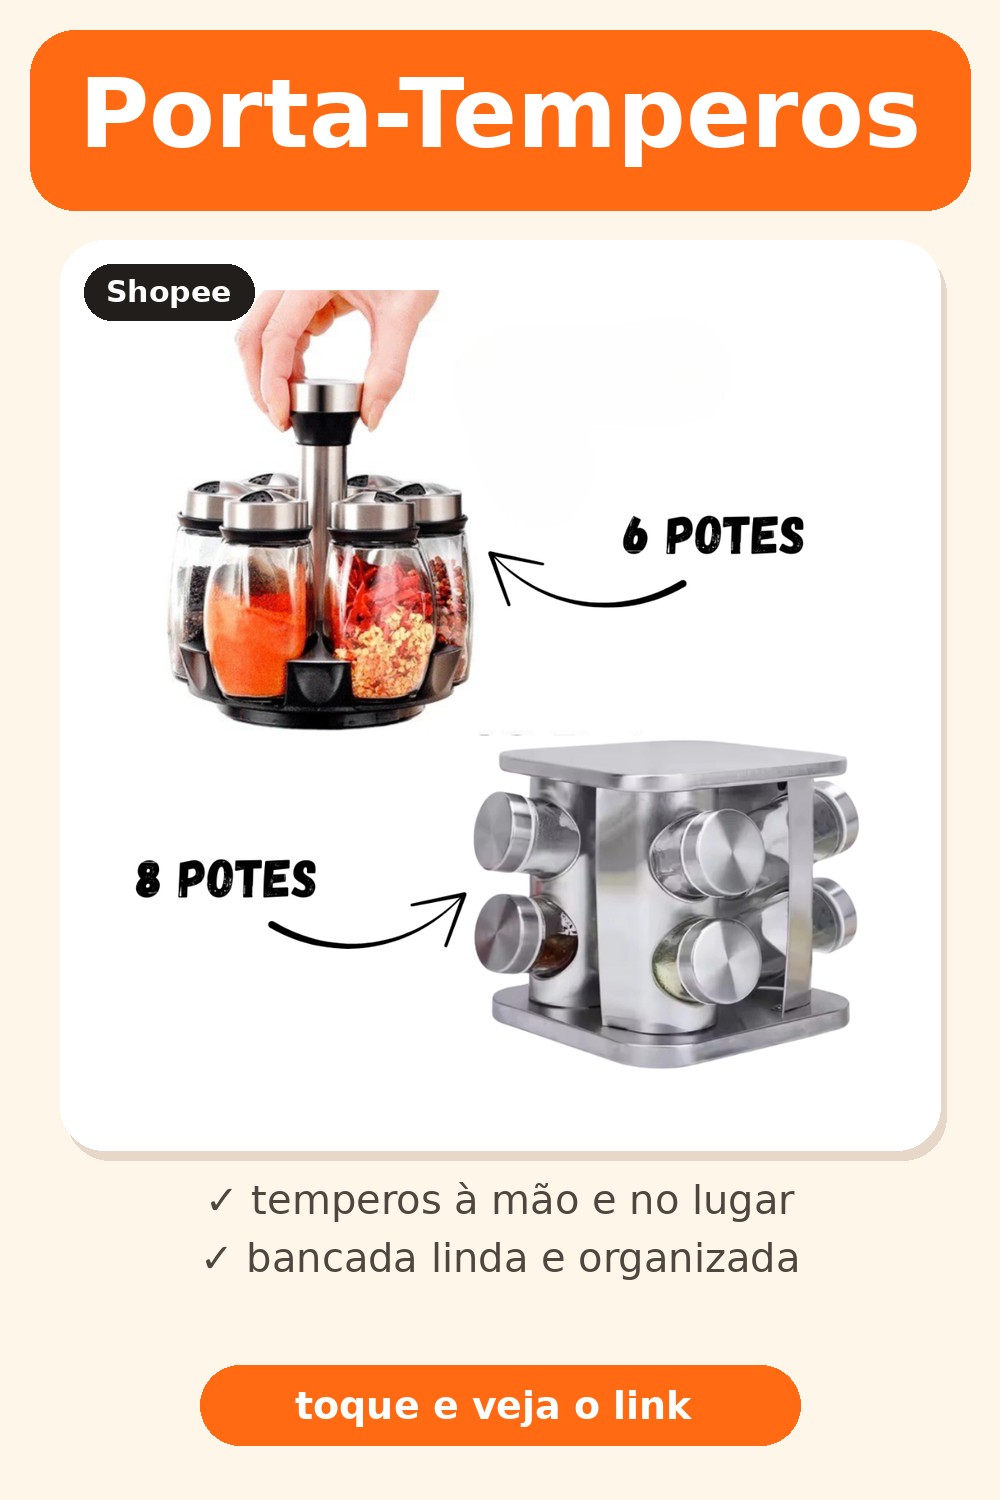 Porta-Temperos
Shopee
6 POTES
8 POTES
✓ temperos à mão e no lugar
✓ bancada linda e organizada
toque e veja o link